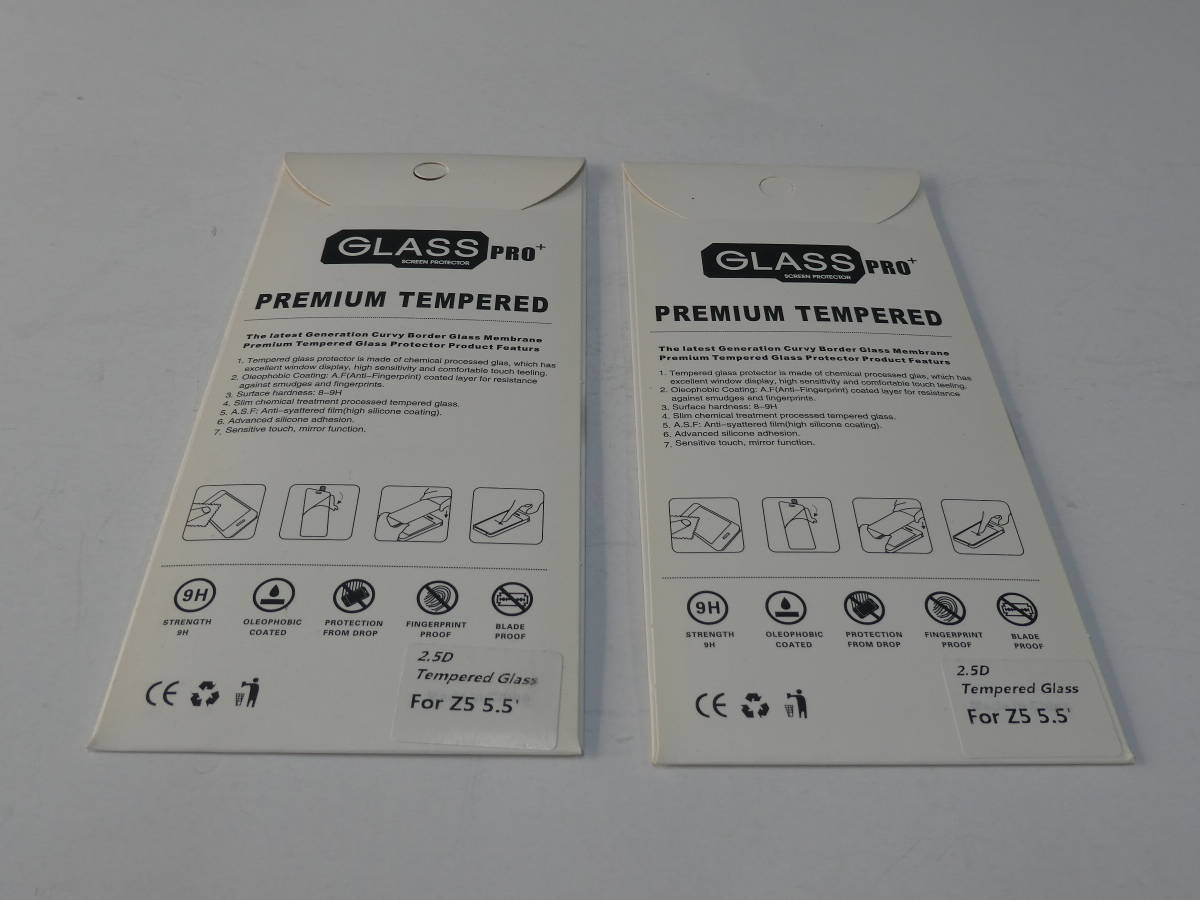 GLASS PRO+
SCREEN PROTECTOR
PREMIUM TEMPERED
The latest Generation Curvy Border Glass Membrane
Premium Tempered Glass Protector Product Featurs
1. Tempered glass protector is made of chemical processed glas, which has
excellent window display, high sensitivity and comfortable touch feeling.
2. Oleophobic Coating: A.F(Anti-Fingerprint) coated layer for resistance
against smudges and fingerprints.
3. Surface hardness: 8-9H
4. Slim chemical treatment processed tempered glass.
5. A.S.F: Anti-syattered film(high silicone coating).
6. Advanced silicone adhesion.
7. Sensitive touch, mirror function.
9H
STRENGTH
9H
OLEOPHOBIC
COATED
PROTECTION
FROM DROP
FINGERPRINT
PROOF
BLADE
PROOF
CE
2.5D
Tempered Glass
For Z5 5.5'
GLASS PRO+
SCREEN PROTECTOR
PREMIUM TEMPERED
The latest Generation Curvy Border Glass Membrane
Premium Tempered Glass Protector Product Featurs
1. Tempered glass protector is made of chemical processed glas, which has
excellent window display, high sensitivity and comfortable touch feeling.
2. Oleophobic Coating: A.F(Anti-Fingerprint) coated layer for resistance
against smudges and fingerprints.
3. Surface hardness: 8-9H
4. Slim chemical treatment processed tempered glass.
5. A.S.F: Anti-syattered film(high silicone coating).
6. Advanced silicone adhesion.
7. Sensitive touch, mirror function.
9H
STRENGTH
9H
OLEOPHOBIC
COATED
PROTECTION
FROM DROP
FINGERPRINT
PROOF
BLADE
PROOF
CE
2.5D
Tempered Glass
For Z5 5.5'